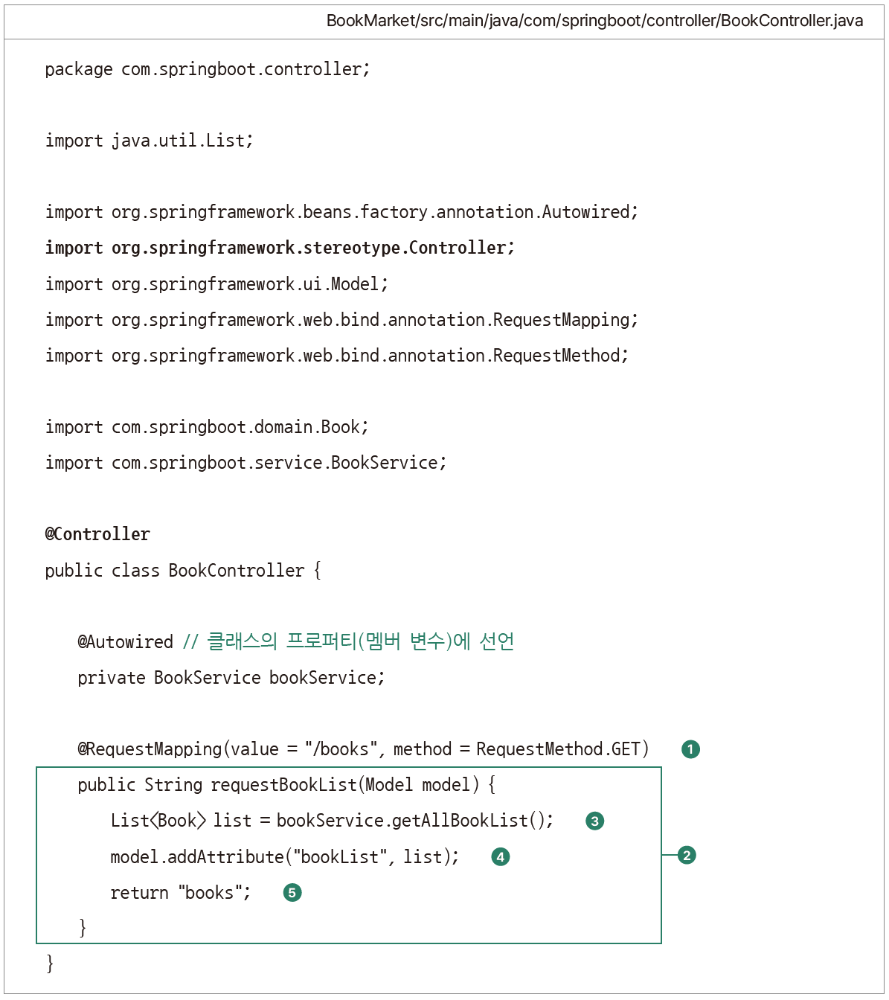 BookMarket/src/main/java/com/springboot/controller/BookController.java
package com.springboot.controller;
import java.util.List;
import org.springframework.beans.factory.annotation.Autowired;
import org.springframework.stereotype.Controller;
import org.springframework.ui.Model;
import org.springframework.web.bind.annotation.RequestMapping;
import org.springframework.web.bind.annotation.RequestMethod;
import com.springboot.domain.Book;
import com.springboot.service.BookService;
@Controller
public class BookController {
@Autowired // 클래스의 프로퍼티(멤버 변수)에 선언
private BookService bookService;
@RequestMapping(value = "/books", method = RequestMethod.GET) 1
public String requestBookList(Model model) {
List<Book> list = bookService.getAllBookList(); 3
model.addAttribute("bookList", list); 4 2
return "books"; 5
}
}